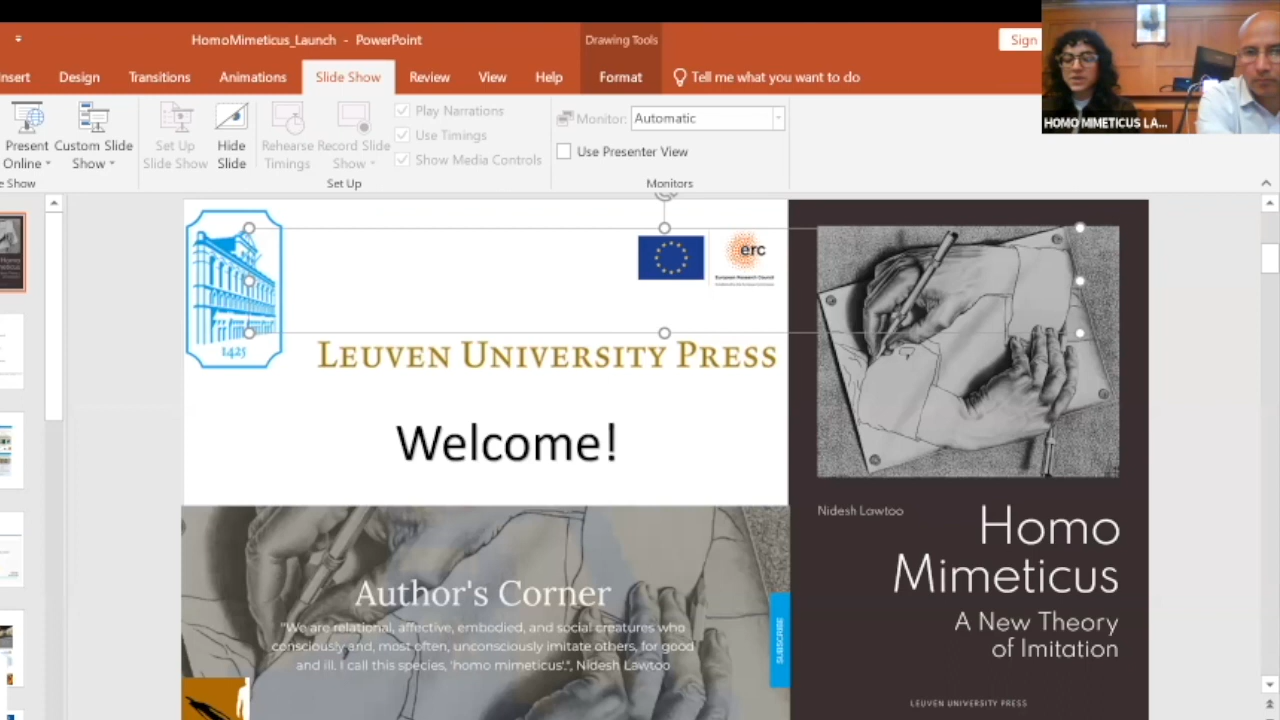 HomoMimeticus_Launch - PowerPoint
Drawing Tools
Sign
nsert
Design
Transitions
Animations
Slide Show
Review
View
Help
Format
Tell me what you want to do
Present Online
Custom Slide Show
Set Up Slide Show
Hide Slide
Rehearse Timings
Record Slide Show
Play Narrations
Use Timings
Show Media Controls
Monitor: Automatic
Use Presenter View
e Show
Set Up
Monitors
HOMO MIMETICUS LA...
1425
erc
European Research Council
LEUVEN UNIVERSITY PRESS
Welcome!
Author's Corner
"We are relational, affective, embodied, and social creatures who
consciously and, most often, unconsciously imitate others, for good
and ill. I call this species, 'homo mimeticus'.", Nidesh Lawtoo
SUBSCRIBE
Nidesh Lawtoo
Homo
Mimeticus
A New Theory
of Imitation
LEUVEN UNIVERSITY PRESS